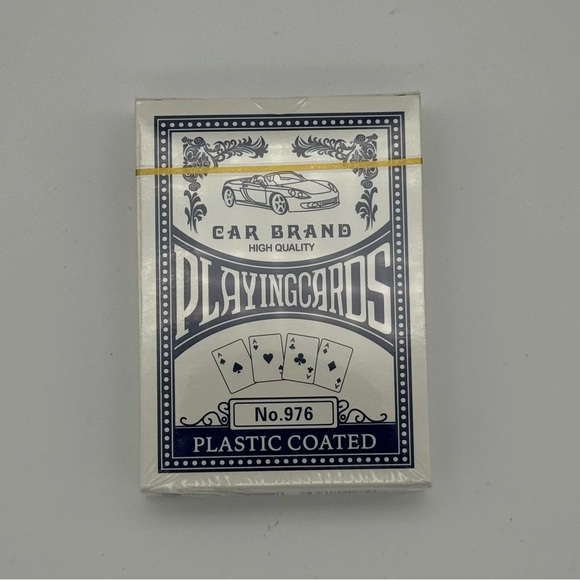 CAR BRAND
HIGH QUALITY
PLAYINGCARDS
A A A A
No.976
PLASTIC COATED